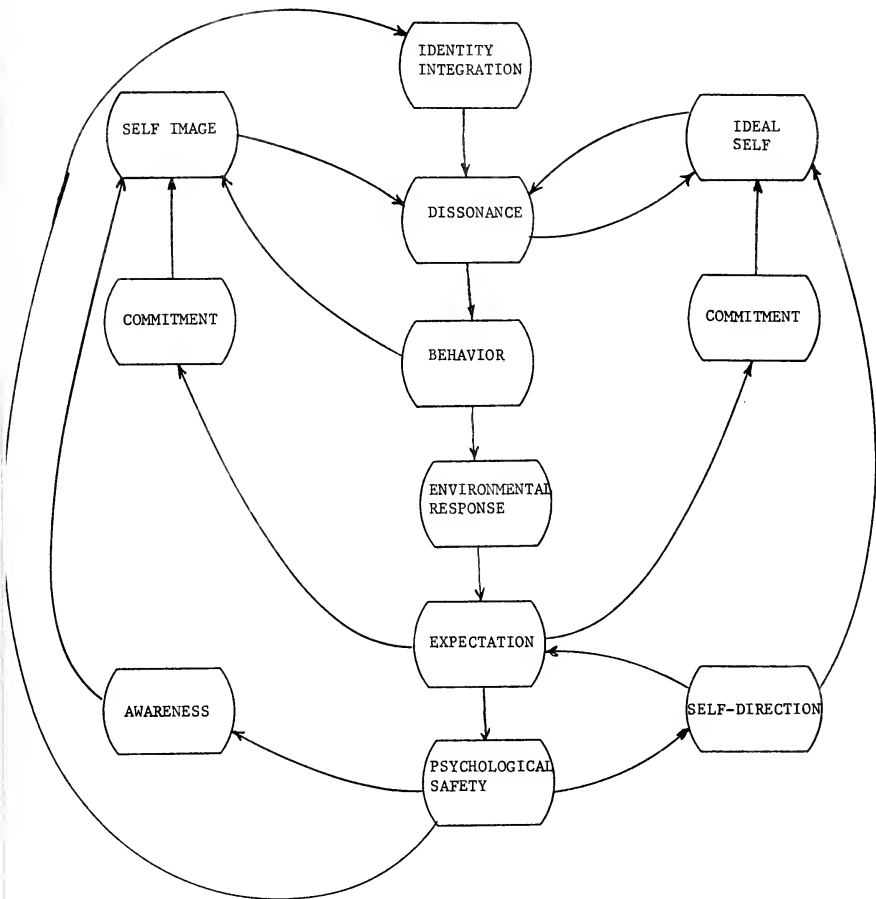 IDENTITY
INTEGRATION
SELF IMAGE
IDEAL
SELF
DISSONANCE
COMMITMENT
COMMITMENT
BEHAVIOR
ENVIRONMENTAL
RESPONSE
EXPECTATION
AWARENESS
SELF-DIRECTION
PSYCHOLOGICAL
SAFETY